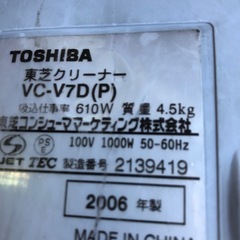 TOSHIBA
東芝クリーナー
VC-V7D(P)
吸込仕事率 610W 質量 4.5kg
東芝コンシューママーケティング株式会社
100V 1000W 50-60Hz
PS
E
JET TEC 製造番号 2139419
2006 年製
MADE IN CHINA